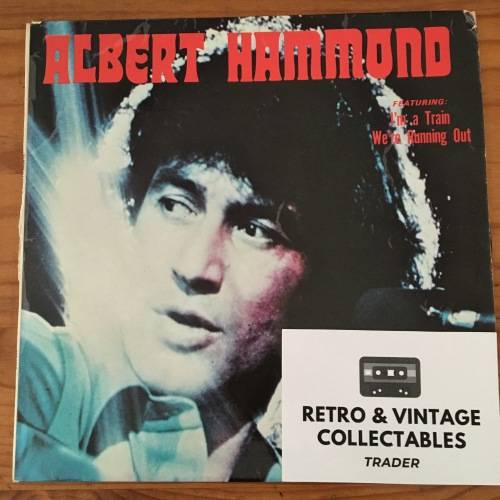 ALBERT HAMMOND
FEATURING:
I'm a Train
We're Running Out
RETRO & VINTAGE
COLLECTABLES
TRADER